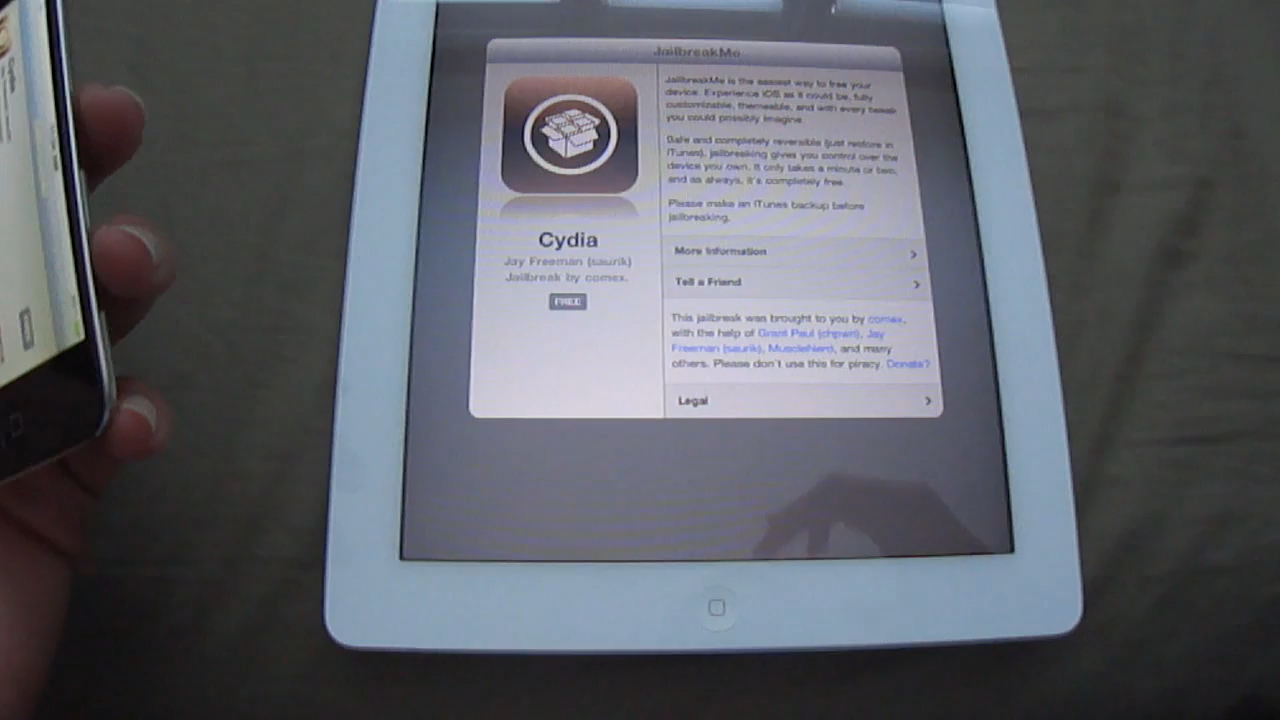 JailbreakMe
Cydia
Jay Freeman (saurik)
Jailbreak by comex.
FREE
JailbreakMe is the easiest way to free your
device. Experience iOS as it could be, fully
customizable, themeable, and with every tweak
you could possibly imagine.
Safe and completely reversible (just restore in
iTunes), jailbreaking gives you control over the
device you own. It only takes a minute or two,
and as always, it's completely free.
Please make an iTunes backup before
jailbreaking.
More Information
Tell a Friend
This jailbreak was brought to you by comex,
with the help of Grant Paul (chpwn), Jay
Freeman (saurik), MuscleNerd, and many
others. Please don't use this for piracy. Donate?
Legal
Cydia